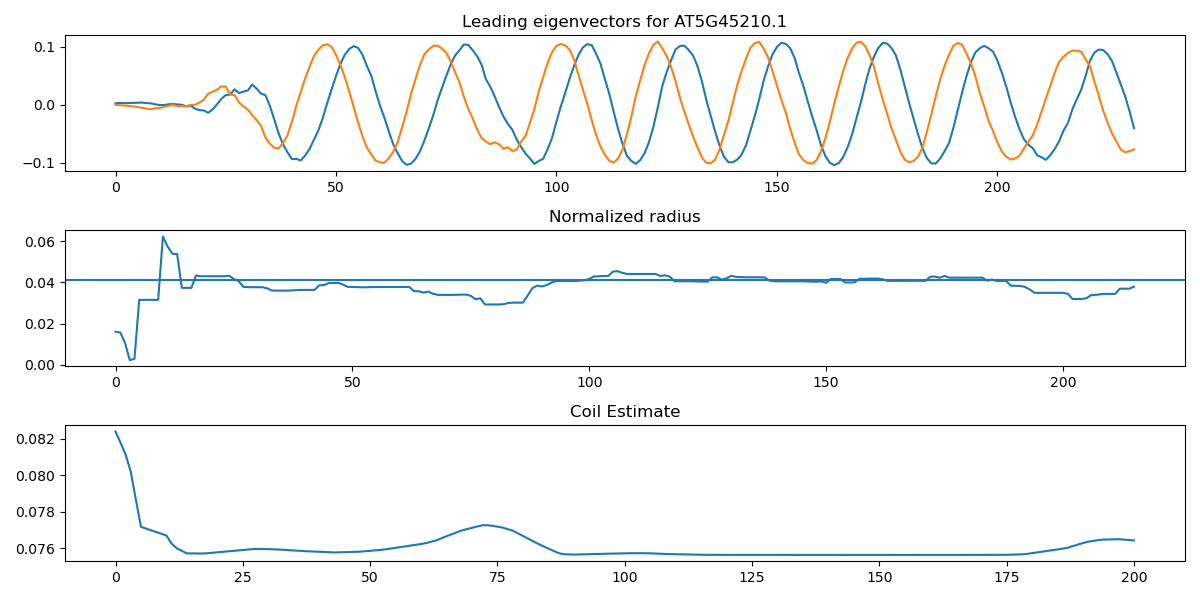 Leading eigenvectors for AT5G45210.1
0.1
0.0
−0.1
0 50 100 150 200
Normalized radius
0.06
0.04
0.02
0.00
0 50 100 150 200
Coil Estimate
0.082
0.080
0.078
0.076
0 25 50 75 100 125 150 175 200